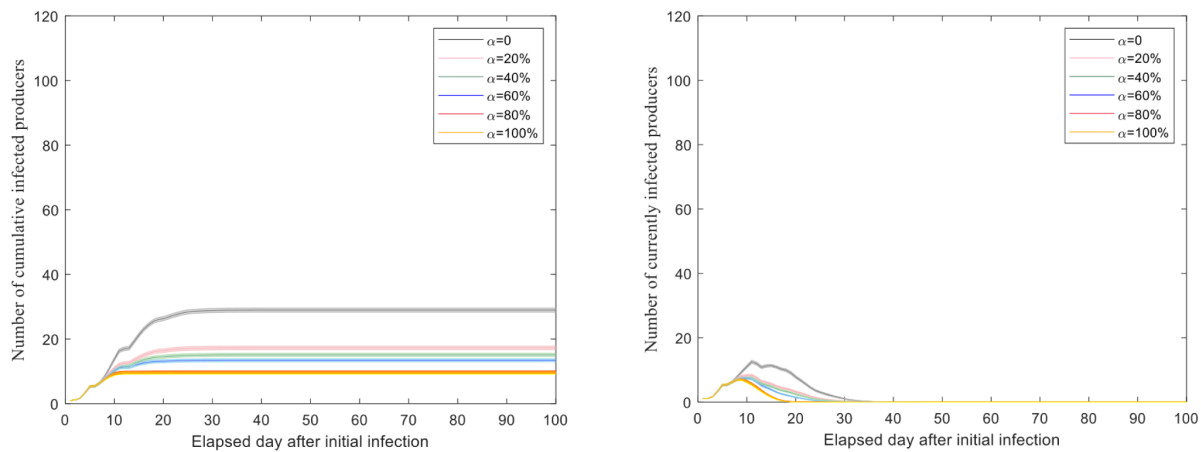 Number of cumulative infected producers
120
100
80
60
40
20
0
α=0
α=20%
α=40%
α=60%
α=80%
α=100%
0 10 20 30 40 50 60 70 80 90 100
Elapsed day after initial infection
Number of currently infected producers
120
100
80
60
40
20
0
α=0
α=20%
α=40%
α=60%
α=80%
α=100%
0 10 20 30 40 50 60 70 80 90 100
Elapsed day after initial infection